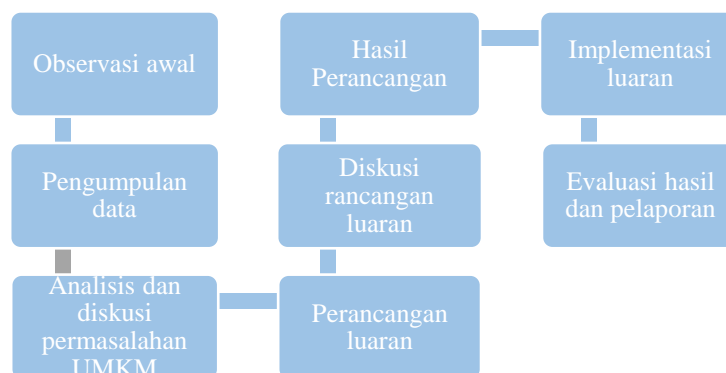 Observasi awal
Pengumpulan
data
Analisis dan
diskusi
permasalahan
UMKM
Perancangan
luaran
Diskusi
rancangan
luaran
Hasil
Perancangan
Implementasi
luaran
Evaluasi hasil
dan pelaporan